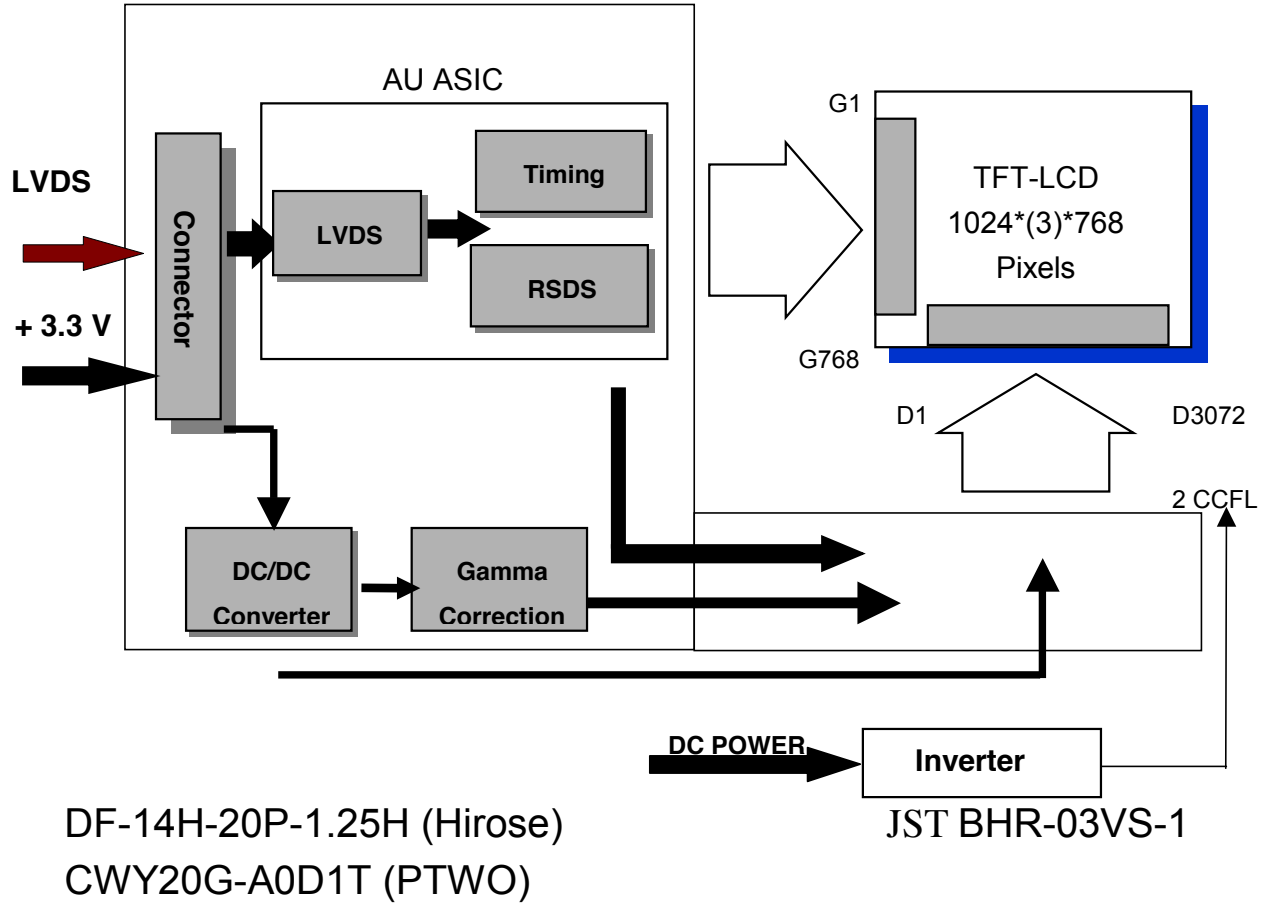 AU ASIC
G1
LVDS
Connector
Timing
LVDS
RSDS
+ 3.3 V
TFT-LCD
1024*(3)*768
Pixels
G768
D1
D3072
2 CCFL
DC/DC
Converter
Gamma
Correction
DC POWER
Inverter
DF-14H-20P-1.25H (Hirose)
JST BHR-03VS-1
CWY20G-A0D1T (PTWO)